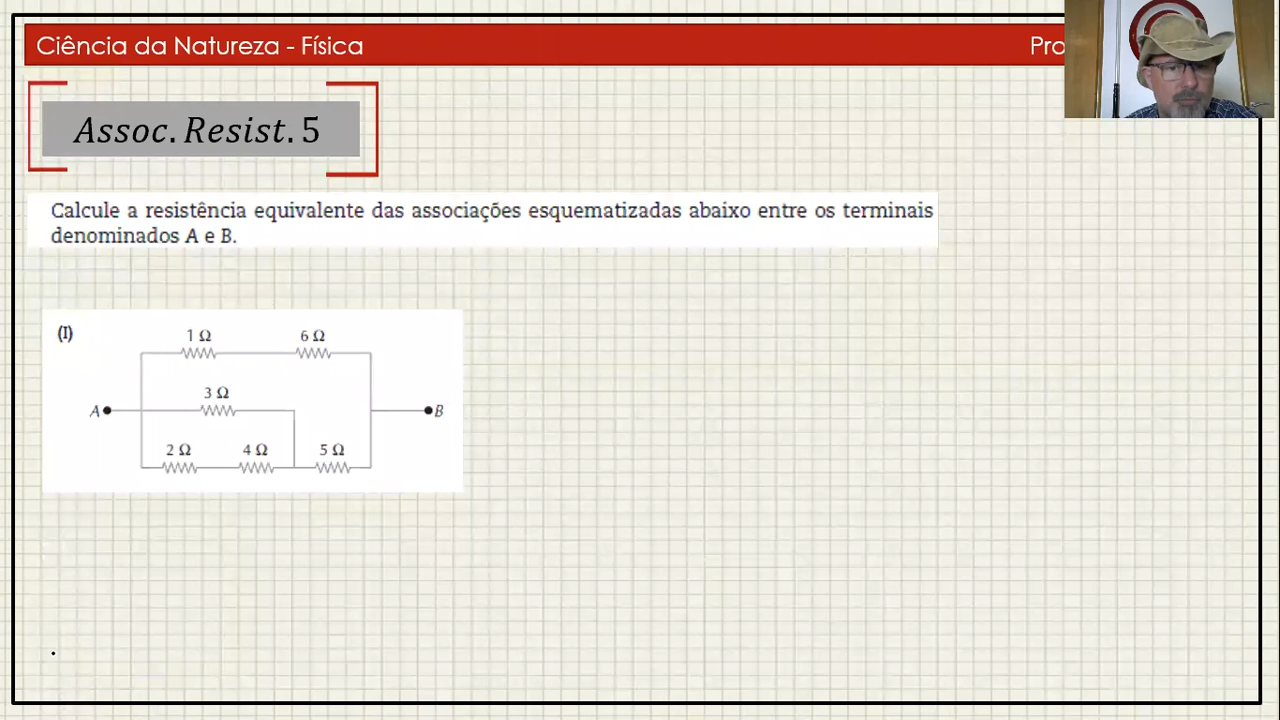 Ciência da Natureza - Física
Assoc. Resist. 5
Calcule a resistência equivalente das associações esquematizadas abaixo entre os terminais
denominados A e B.
(I)
1 Ω 6 Ω
3 Ω
A B
2 Ω 4 Ω 5 Ω